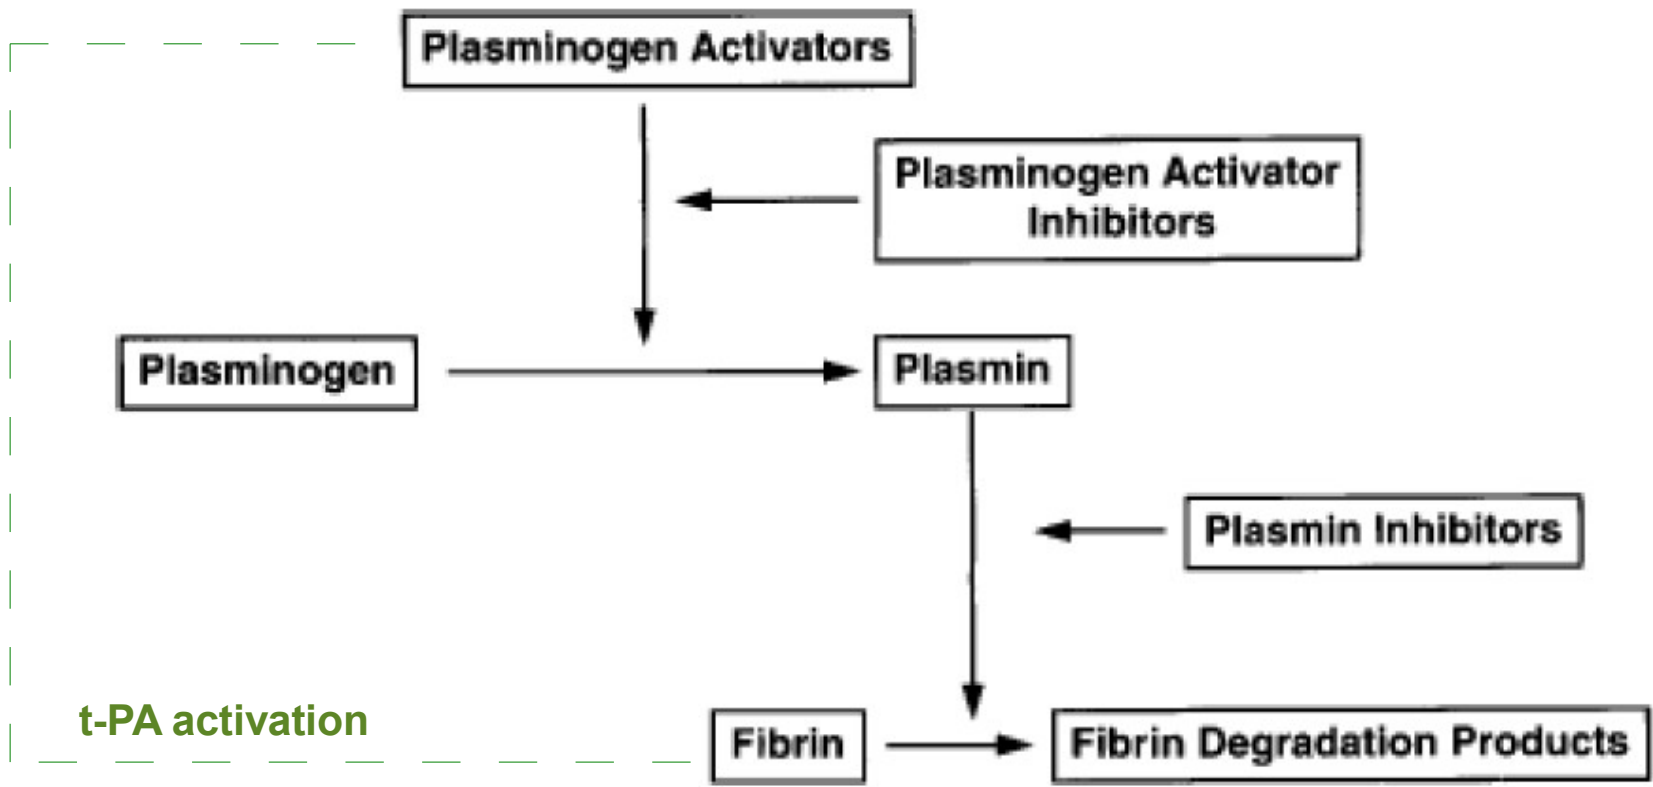 Plasminogen Activators
Plasminogen Activator
Inhibitors
Plasminogen
Plasmin
Plasmin Inhibitors
t-PA activation
Fibrin
Fibrin Degradation Products